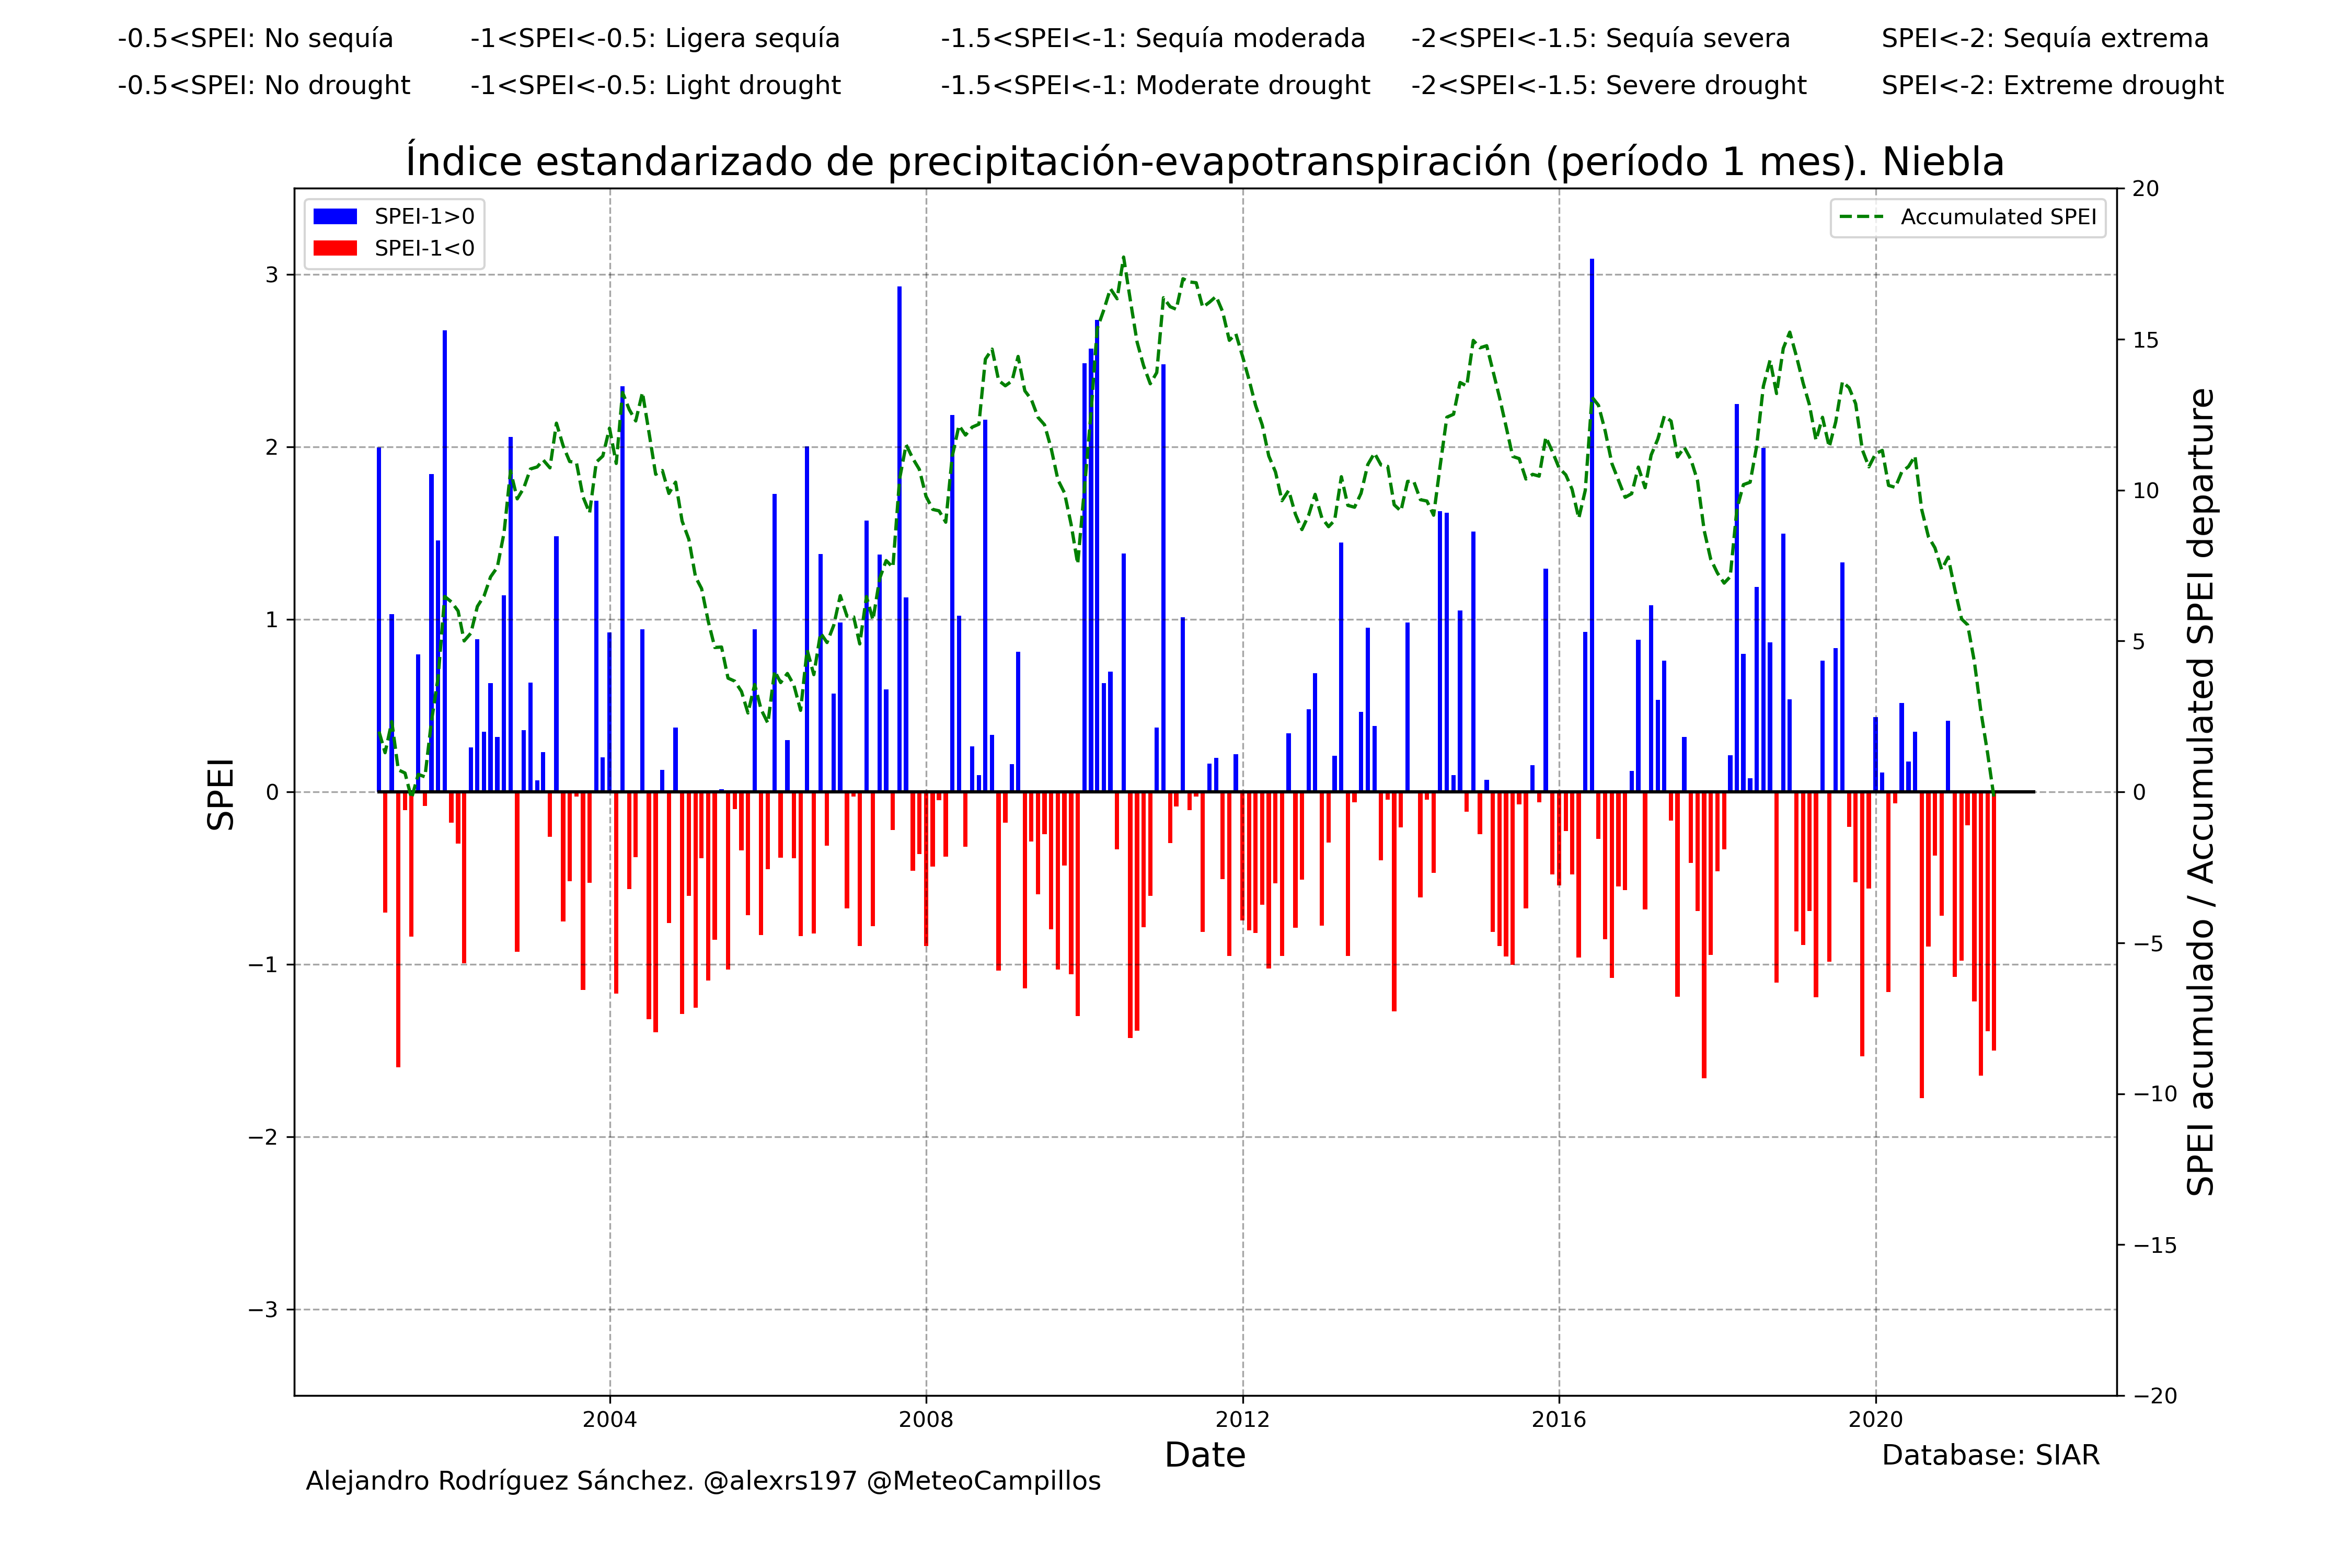 -0.5<SPEI: No sequía -1<SPEI<-0.5: Ligera sequía -1.5<SPEI<-1: Sequía moderada -2<SPEI<-1.5: Sequía severa SPEI<-2: Sequía extrema
-0.5<SPEI: No drought -1<SPEI<-0.5: Light drought -1.5<SPEI<-1: Moderate drought -2<SPEI<-1.5: Severe drought SPEI<-2: Extreme drought
Índice estandarizado de precipitación-evapotranspiración (período 1 mes). Niebla
SPEI-1>0
SPEI-1<0
Accumulated SPEI
SPEI
3
2
1
0
−1
−2
−3
20
15
10
5
0
−5
−10
−15
−20
SPEI acumulado / Accumulated SPEI departure
2004 2008 2012 2016 2020
Date
Database: SIAR
Alejandro Rodríguez Sánchez. @alexrs197 @MeteoCampillos